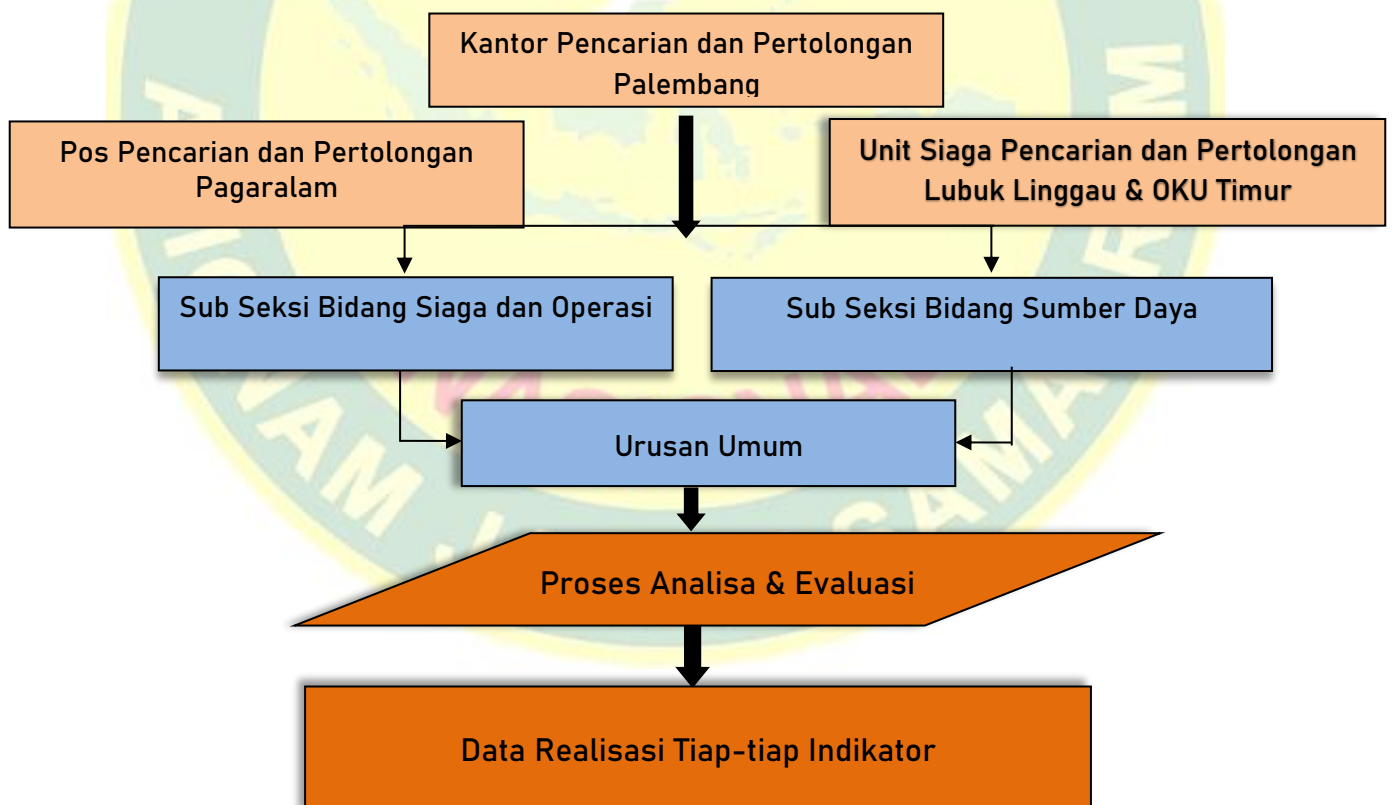 Kantor Pencarian dan Pertolongan
Palembang
Pos Pencarian dan Pertolongan
Pagaralam
Unit Siaga Pencarian dan Pertolongan
Lubuk Linggau & OKU Timur
Sub Seksi Bidang Siaga dan Operasi
Sub Seksi Bidang Sumber Daya
Urusan Umum
Proses Analisa & Evaluasi
Data Realisasi Tiap-tiap Indikator